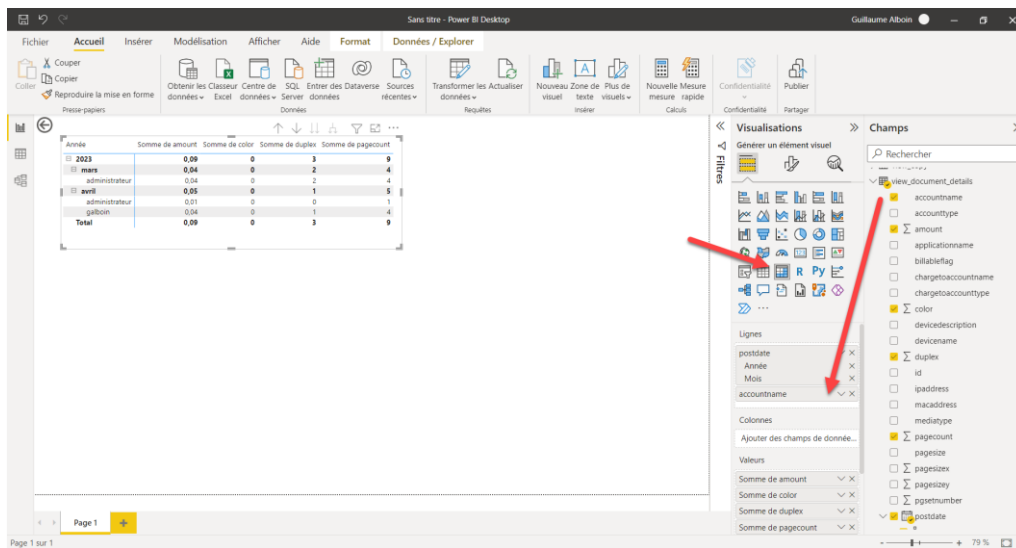 Sans titre - Power BI Desktop
Guillaume Alboin
Fichier Accueil Insérer Modélisation Afficher Aide Format Données / Explorer
Coller
Couper
Copier
Reproduire la mise en forme
Presse-papiers
Obtenir les données
Classeur Excel
Centre de données
SQL Server
Entrer des données
Dataverse
Sources récentes
Données
Transformer les données
Actualiser
Requêtes
Nouveau visuel
Zone de texte
Plus de visuels
Insérer
Nouvelle mesure
Mesure rapide
Calculs
Confidentialité
Confidentialité
Publier
Partager
Année Somme de amount Somme de color Somme de duplex Somme de pagecount
2023 0,09 0 3 9
mars 0,04 0 2 4
administrateur 0,04 0 2 4
avril 0,05 0 1 5
administrateur 0,01 0 0 1
galboin 0,04 0 1 4
Total 0,09 0 3 9
Filtres
Visualisations
Générer un élément visuel
R Py
Lignes
postdate
Année
Mois
accountname
Colonnes
Ajouter des champs de donnée...
Valeurs
Somme de amount
Somme de color
Somme de duplex
Somme de pagecount
Champs
Rechercher
view_document_details
accountname
accounttype
amount
applicationname
billableflag
chargetoaccountname
chargetoaccounttype
color
devicedescription
devicename
duplex
id
ipaddress
macaddress
mediatype
pagecount
pagesize
pagesizex
pagesizey
pgsetnumber
postdate
Page 1
Page 1 sur 1
79 %